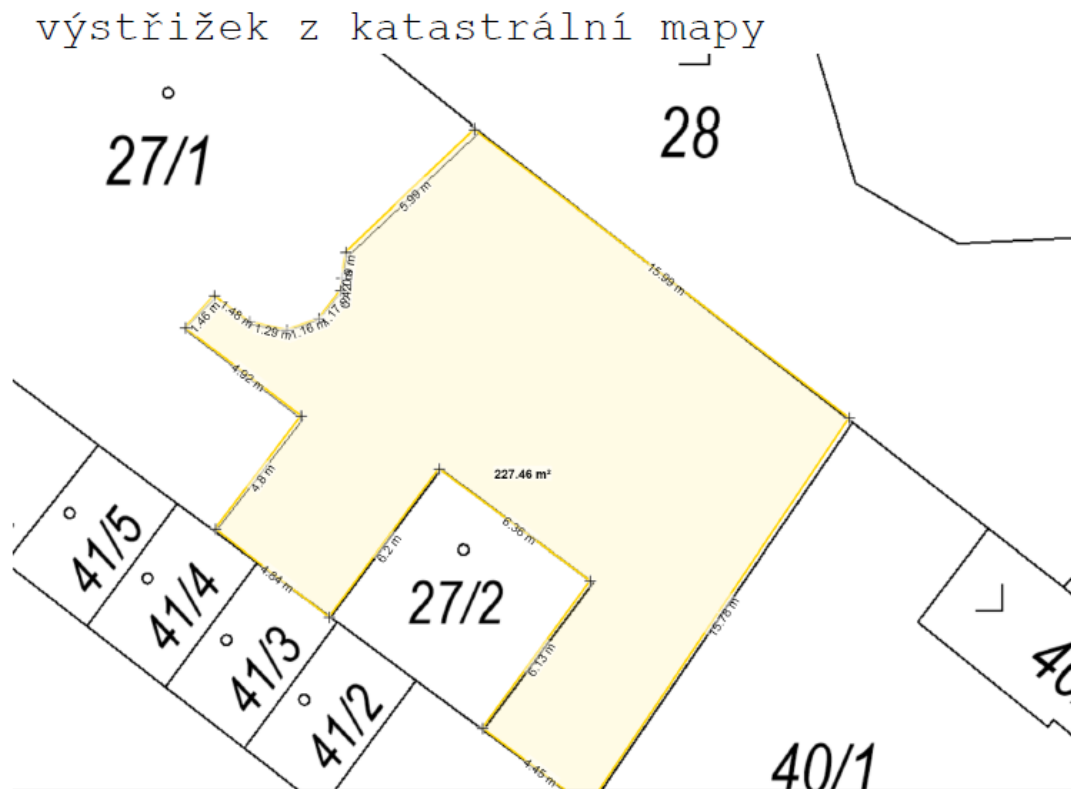 výstřižek z katastrální mapy
28
27/1
5.99 m
15.99 m
1.46 m
1.48 m
1.29 m
1.16 m
1.17
4.92 m
4.8 m
227.46 m²
6.36 m
6.2 m
4.84 m
27/2
41/5
41/4
41/3
41/2
6.13 m
15.78 m
4.45 m
40/1